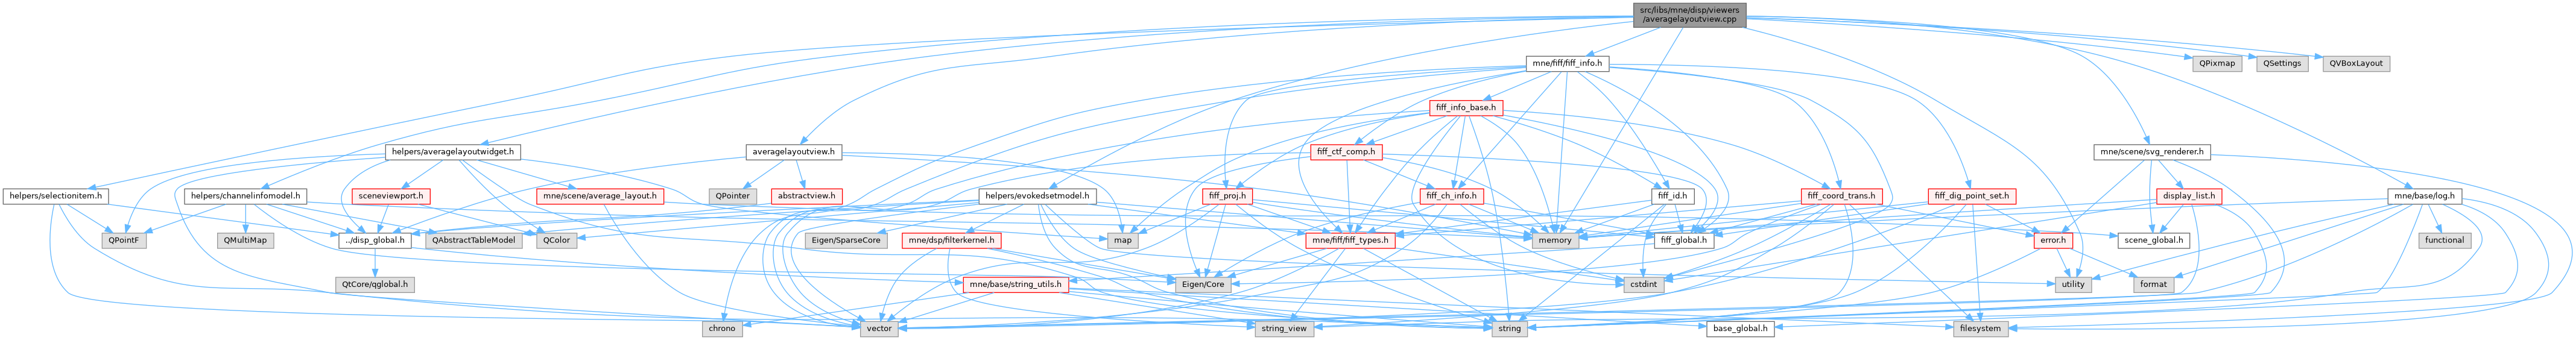 src/libs/mne/disp/viewers
/averagelayoutview.cpp
mne/fiff/fiff_info.h
QPixmap
QSettings
QVBoxLayout
fiff_info_base.h
helpers/averagelayoutwidget.h
averagelayoutview.h
fiff_ctf_comp.h
mne/scene/svg_renderer.h
helpers/selectionitem.h
helpers/channelinfomodel.h
sceneviewport.h
mne/scene/average_layout.h
QPointer
abstractview.h
helpers/evokedsetmodel.h
fiff_proj.h
fiff_ch_info.h
fiff_id.h
fiff_coord_trans.h
fiff_dig_point_set.h
display_list.h
mne/base/log.h
QPointF
QMultiMap
../disp_global.h
QAbstractTableModel
QColor
map
Eigen/SparseCore
mne/dsp/filterkernel.h
mne/fiff/fiff_types.h
memory
fiff_global.h
error.h
scene_global.h
functional
QtCore/qglobal.h
mne/base/string_utils.h
Eigen/Core
cstdint
utility
format
chrono
vector
string_view
string
base_global.h
filesystem